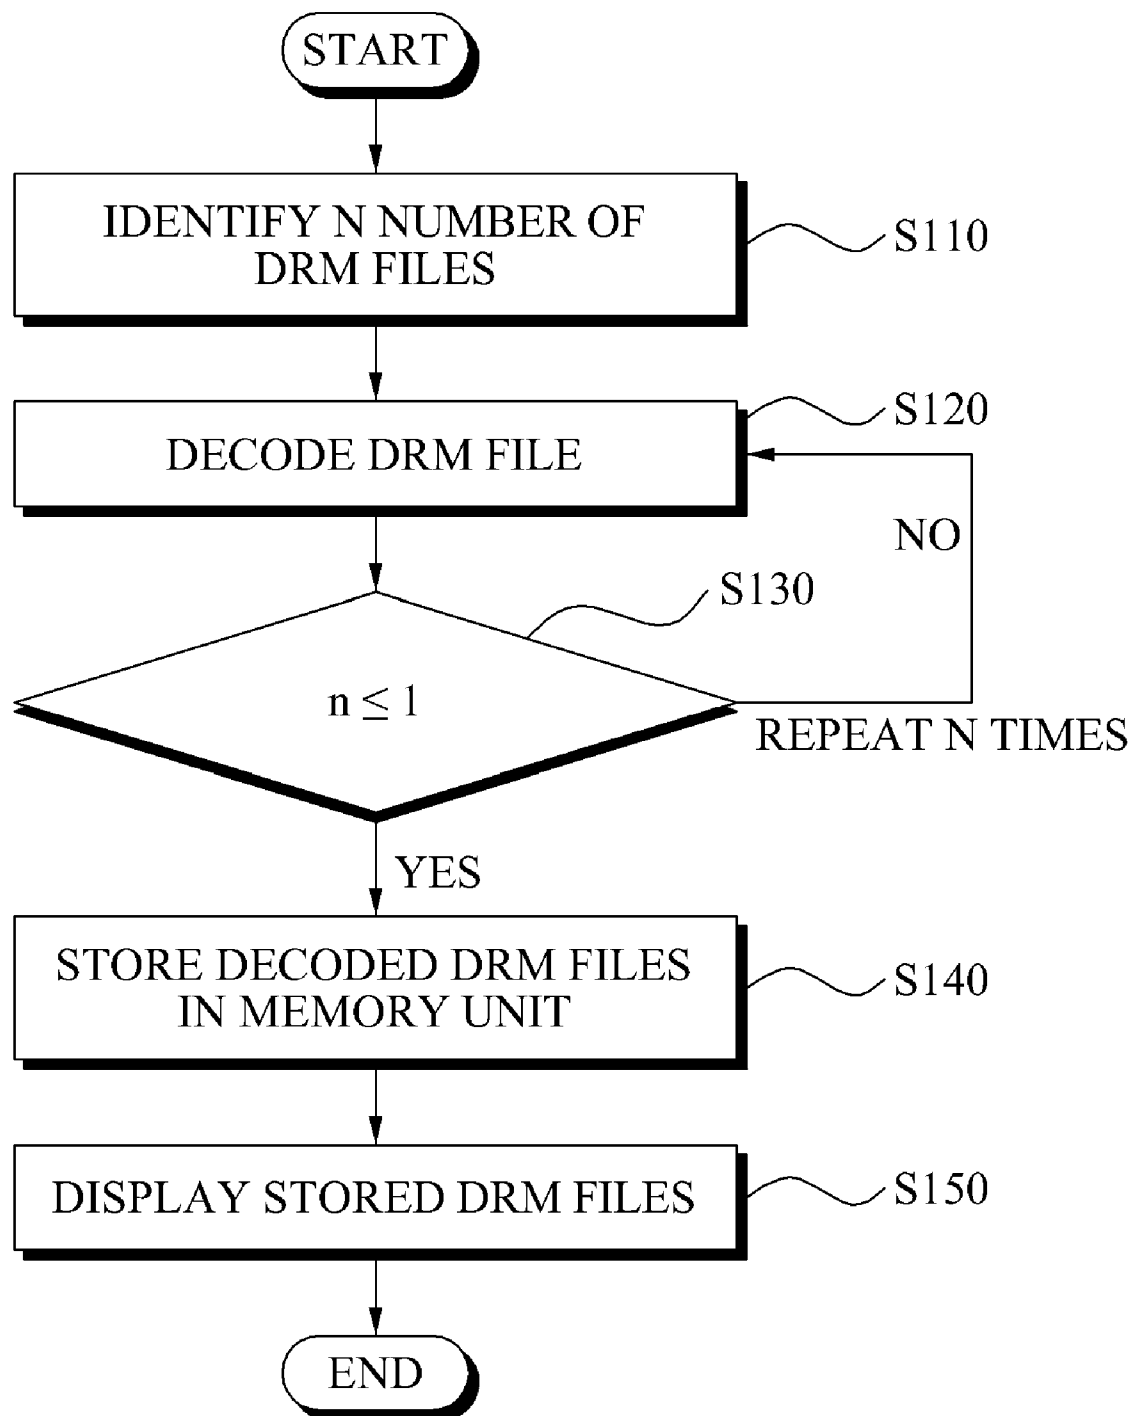 START
IDENTIFY N NUMBER OF
DRM FILES
S110
DECODE DRM FILE
S120
NO
S130
n ≤ 1
REPEAT N TIMES
YES
STORE DECODED DRM FILES
IN MEMORY UNIT
S140
DISPLAY STORED DRM FILES
S150
END